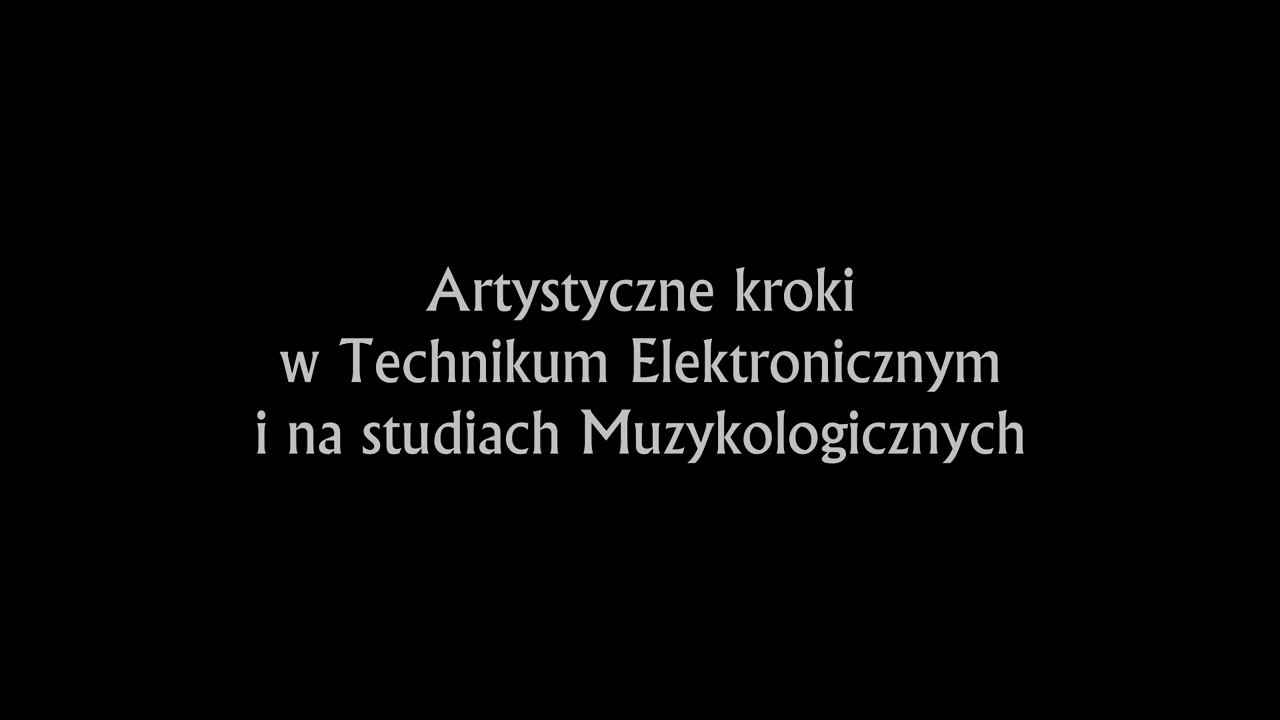 Artystyczne kroki
w Technikum Elektronicznym
i na studiach Muzykologicznych